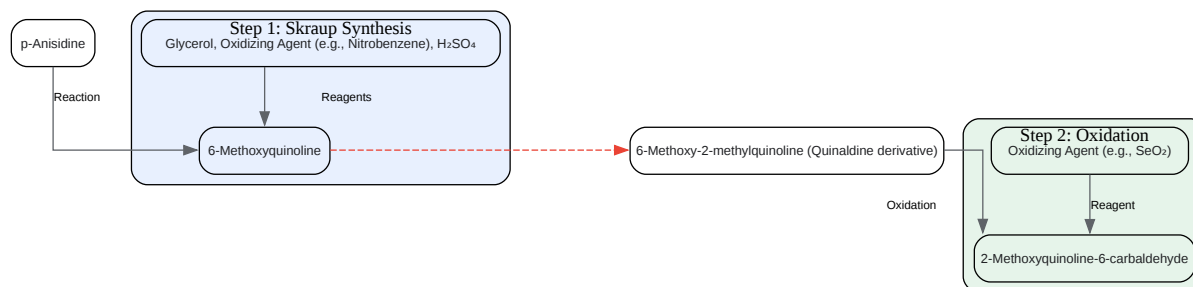 Step 1: Skraup Synthesis
p-Anisidine
Glycerol, Oxidizing Agent (e.g., Nitrobenzene), H₂SO₄
Reaction
Reagents
6-Methoxyquinoline
6-Methoxy-2-methylquinoline (Quinaldine derivative)
Step 2: Oxidation
Oxidizing Agent (e.g., SeO₂)
Oxidation
Reagent
2-Methoxyquinoline-6-carbaldehyde